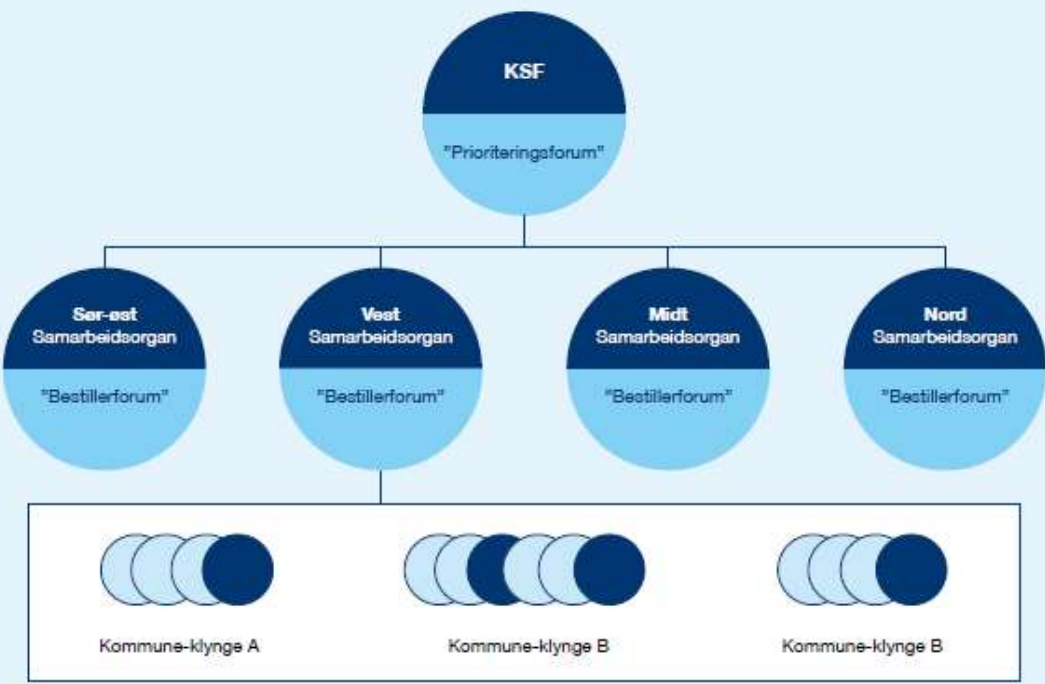 KSF
"Prioriteringsforum"
Sør-øst
Samarbeidsorgan
"Bestillerforum"
Vest
Samarbeidsorgan
"Bestillerforum"
Midt
Samarbeidsorgan
"Bestillerforum"
Nord
Samarbeidsorgan
"Bestillerforum"
Kommune-klynge A
Kommune-klynge B
Kommune-klynge B